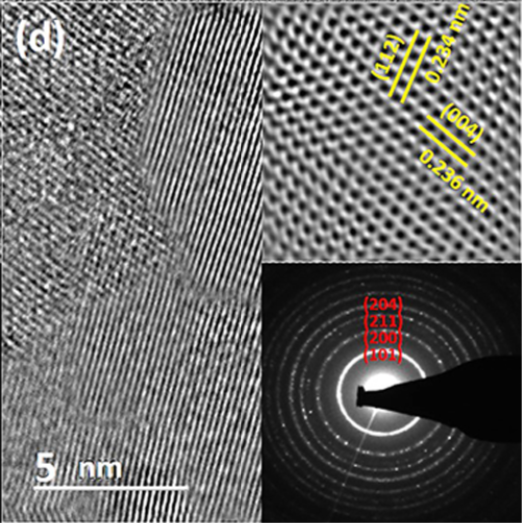 (d)
(112)
0.234 nm
(004)
0.236 nm
(204)
(211)
(200)
(101)
5 nm